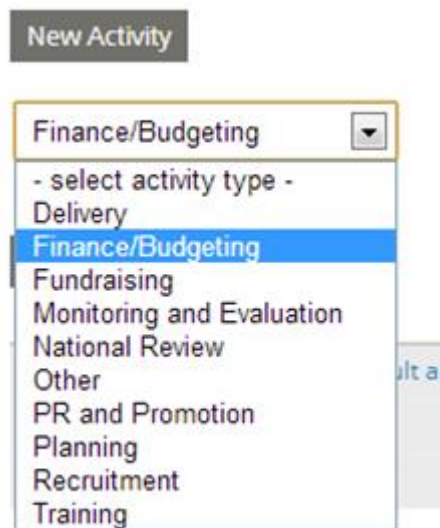 New Activity
Finance/Budgeting
- select activity type -
Delivery
Finance/Budgeting
Fundraising
Monitoring and Evaluation
National Review
Other
PR and Promotion
Planning
Recruitment
Training